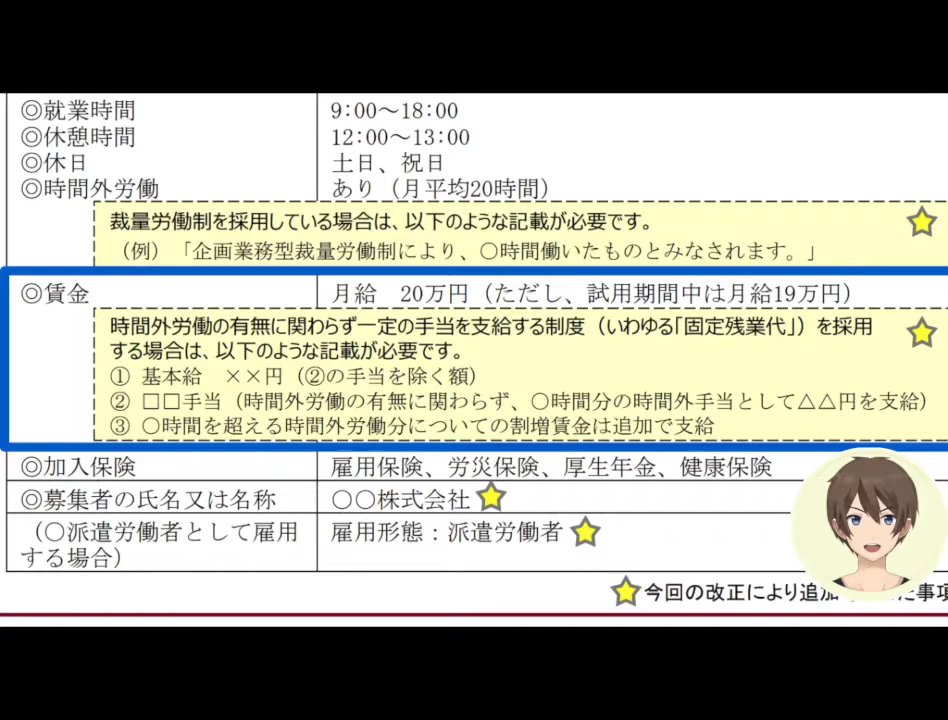 ◎就業時間 9:00～18:00
◎休憩時間 12:00～13:00
◎休日 土日、祝日
◎時間外労働 あり（月平均20時間）
裁量労働制を採用している場合は、以下のような記載が必要です。
（例）「企画業務型裁量労働制により、○時間働いたものとみなされます。」
◎賃金 月給　20万円（ただし、試用期間中は月給19万円）
時間外労働の有無に関わらず一定の手当を支給する制度（いわゆる「固定残業代」）を採用
する場合は、以下のような記載が必要です。
① 基本給　××円（②の手当を除く額）
② □□手当（時間外労働の有無に関わらず、○時間分の時間外手当として△△円を支給）
③ ○時間を超える時間外労働分についての割増賃金は追加で支給
◎加入保険 雇用保険、労災保険、厚生年金、健康保険
◎募集者の氏名又は名称 ○○株式会社
（○派遣労働者として雇用 雇用形態：派遣労働者
する場合）
今回の改正により追加 た事項